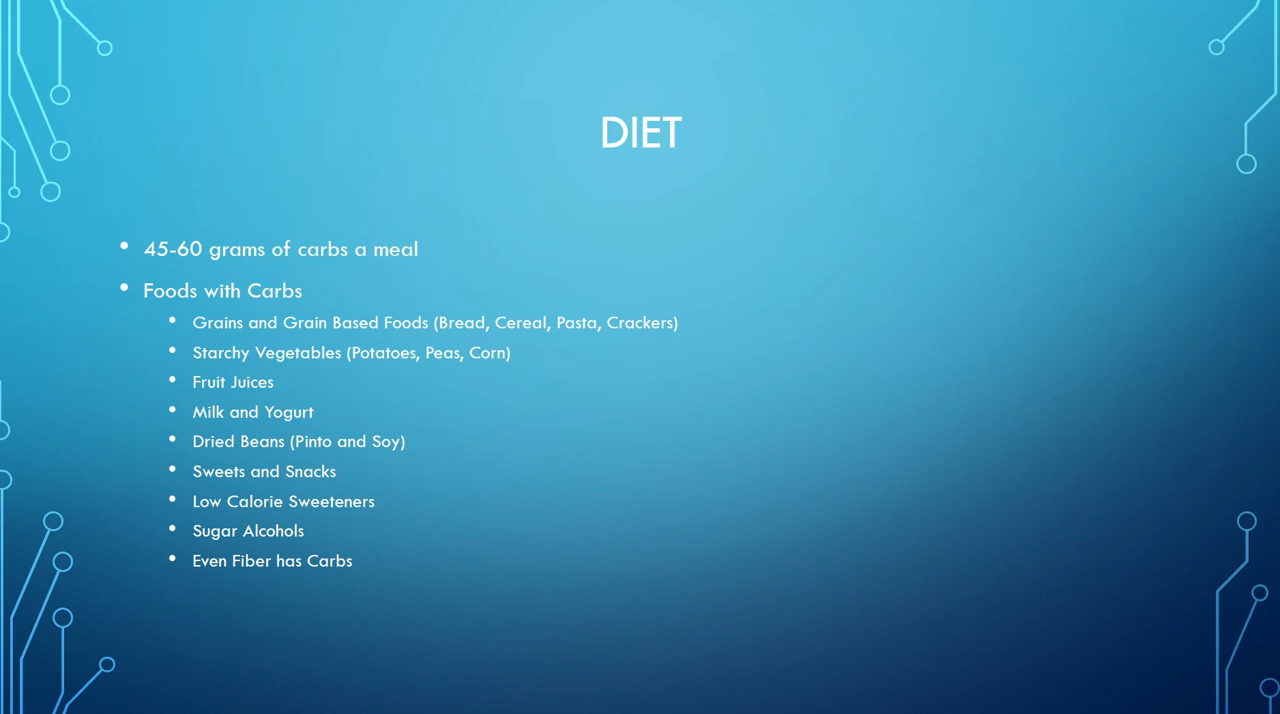 DIET
• 45-60 grams of carbs a meal
• Foods with Carbs
• Grains and Grain Based Foods (Bread, Cereal, Pasta, Crackers)
• Starchy Vegetables (Potatoes, Peas, Corn)
• Fruit Juices
• Milk and Yogurt
• Dried Beans (Pinto and Soy)
• Sweets and Snacks
• Low Calorie Sweeteners
• Sugar Alcohols
• Even Fiber has Carbs